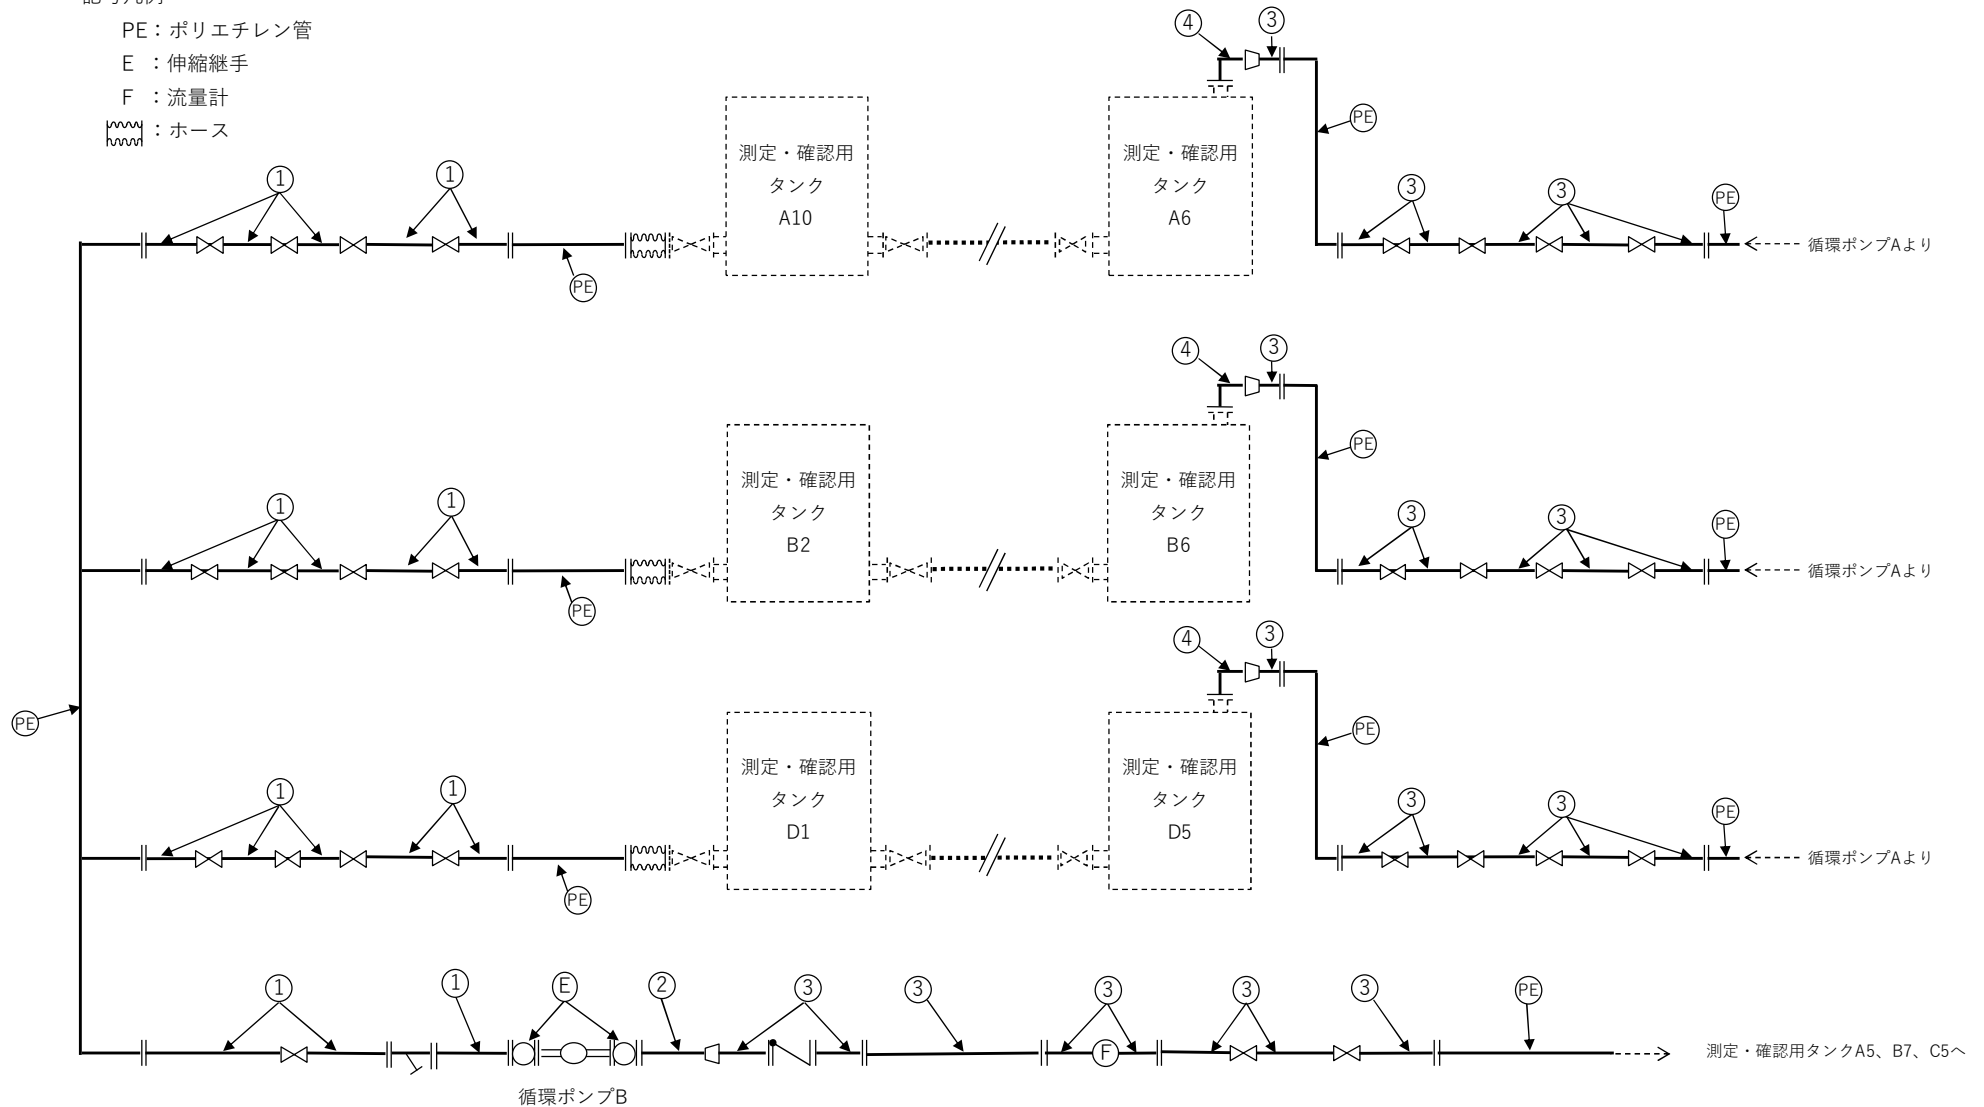 記号凡例
PE：ポリエチレン管
E ：伸縮継手
F ：流量計
：ホース
④ ③
PE
① ①
測定・確認用
タンク
A10
測定・確認用
タンク
A6
③ ③ PE
循環ポンプAより
PE
④ ③
PE
① ①
測定・確認用
タンク
B2
測定・確認用
タンク
B6
③ ③ PE
循環ポンプAより
PE
④ ③
PE
PE
① ①
測定・確認用
タンク
D1
測定・確認用
タンク
D5
③ ③ PE
循環ポンプAより
PE
① ① E ② ③ ③ ③ ③ ③ PE
F
測定・確認用タンクA5、B7、C5へ
循環ポンプB